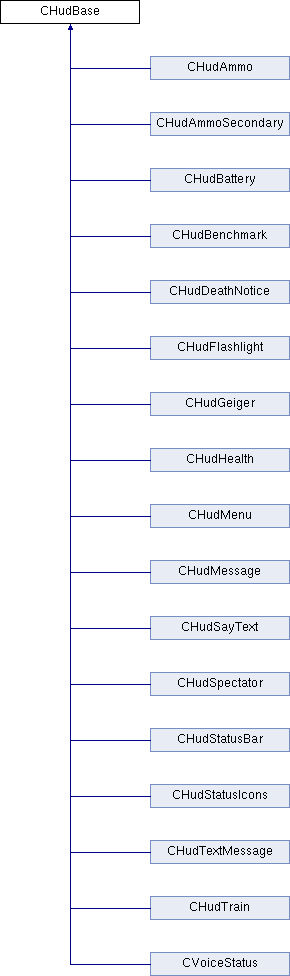 CHudBase
CHudAmmo
CHudAmmoSecondary
CHudBattery
CHudBenchmark
CHudDeathNotice
CHudFlashlight
CHudGeiger
CHudHealth
CHudMenu
CHudMessage
CHudSayText
CHudSpectator
CHudStatusBar
CHudStatusIcons
CHudTextMessage
CHudTrain
CVoiceStatus